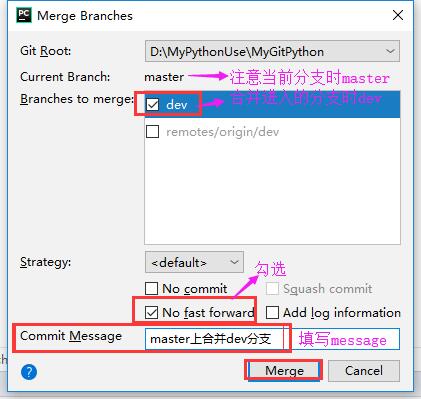 PC Merge Branches
Git Root: D:\MyPythonUse\MyGitPython
Current Branch: master 注意当前分支时master
Branches to merge: dev 合并进入的分支时dev
remotes/origin/dev
Strategy: <default> 勾选
No commit Squash commit
No fast forward Add log information
Commit Message master上合并dev分支 填写message
? Merge Cancel